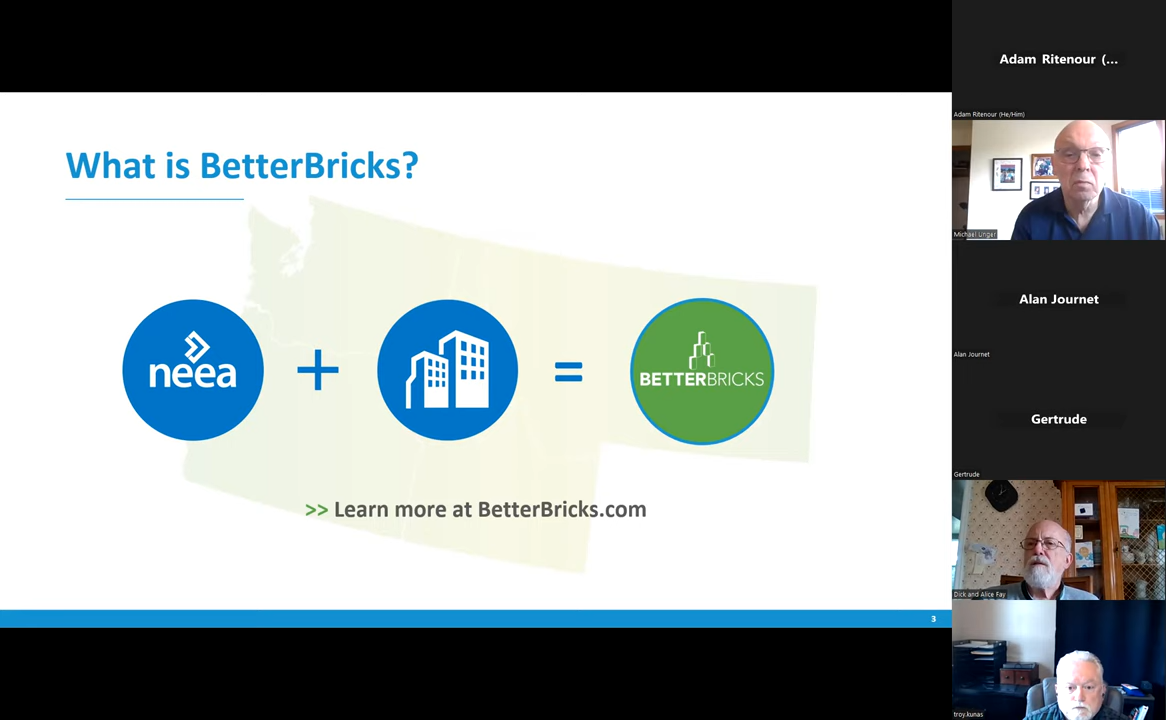 What is BetterBricks?
neea
+
=
BETTERBRICKS
>> Learn more at BetterBricks.com
3
Adam Ritenour (...
Adam Ritenour (He/Him)
Michael Unger
Alan Journet
Alan Journet
Gertrude
Gertrude
Dick and Alice Fay
troy.kunas